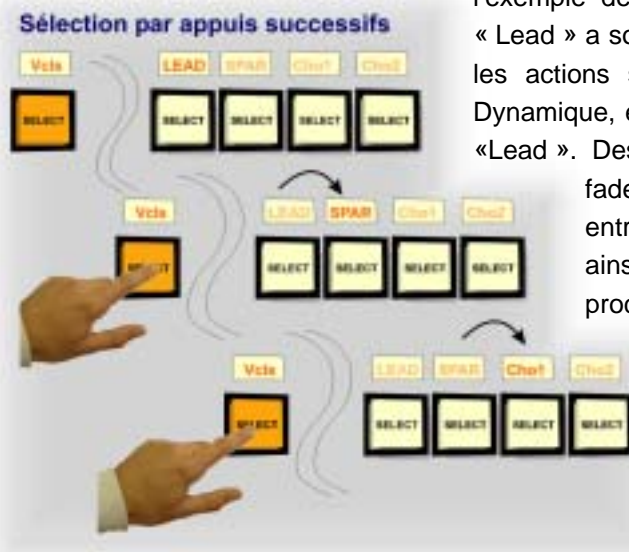 Sélection par appuis successifs
l'exemple de
« Lead » a so
les actions s
Dynamique, e
«Lead ». Des
fade
entr
ains
proc
Vcls LEAD SPAR Cho1 Cho2
SELECT SELECT SELECT SELECT SELECT
Vcls LEAD SPAR Cho1 Cho2
SELECT SELECT SELECT SELECT SELECT
Vcls LEAD SPAR Cho1 Cho2
SELECT SELECT SELECT SELECT SELECT